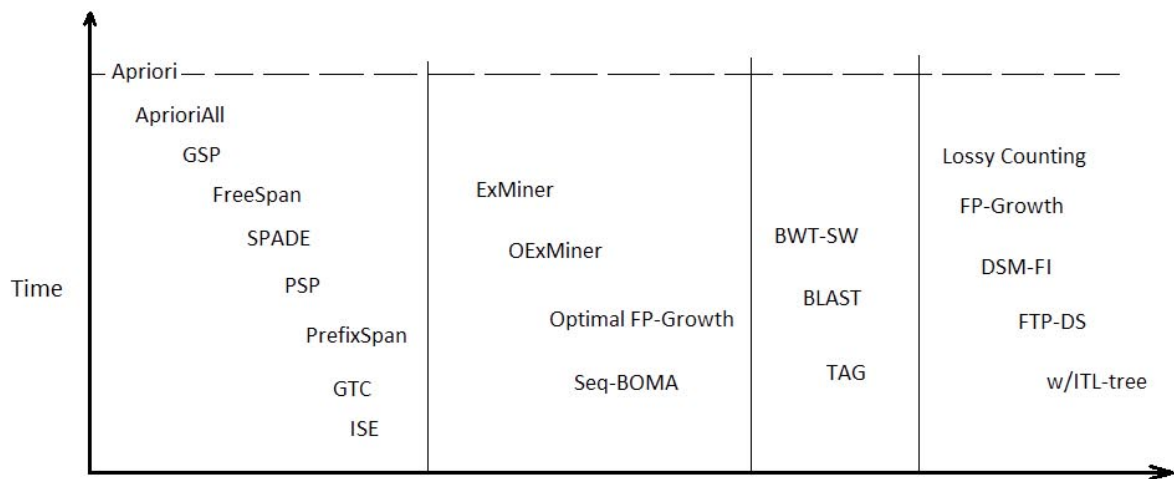 Apriori
AprioriAll
GSP
Lossy Counting
FreeSpan
ExMiner
FP-Growth
SPADE
BWT-SW
OExMiner
DSM-FI
Time
PSP
BLAST
Optimal FP-Growth
FTP-DS
PrefixSpan
GTC
Seq-BOMA
TAG
w/ITL-tree
ISE